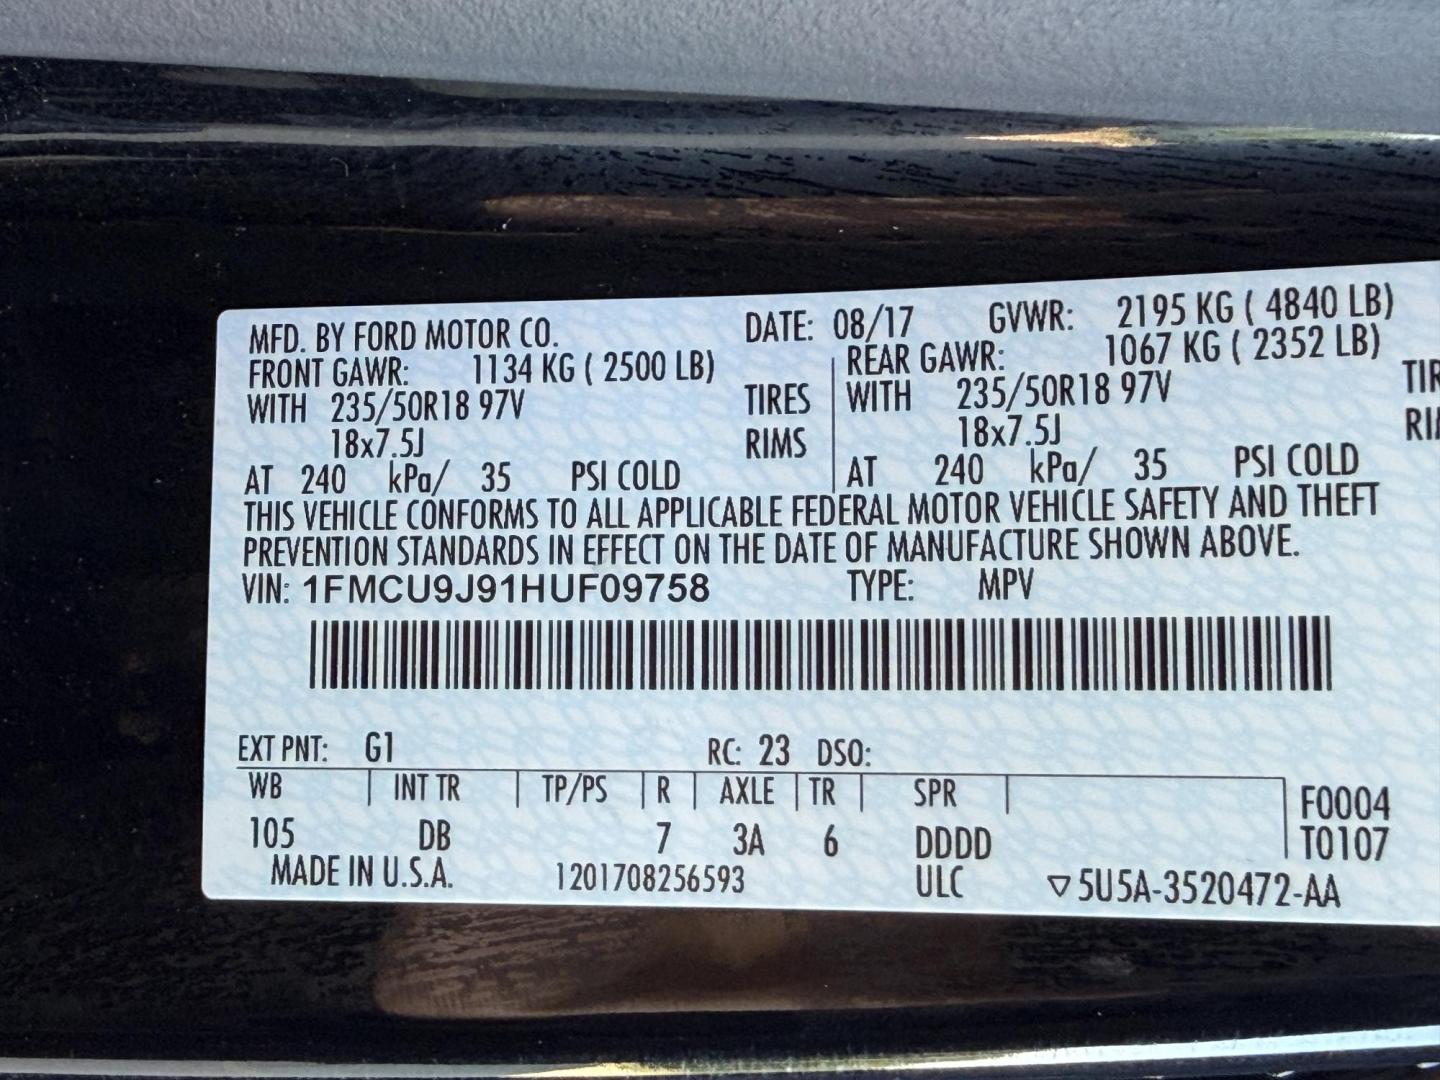 MFD. BY FORD MOTOR CO. DATE: 08/17 GVWR: 2195 KG ( 4840 LB)
FRONT GAWR: 1134 KG ( 2500 LB) REAR GAWR: 1067 KG ( 2352 LB)
WITH 235/50R18 97V TIRES WITH 235/50R18 97V
18x7.5J RIMS 18x7.5J
AT 240 kPa/ 35 PSI COLD AT 240 kPa/ 35 PSI COLD
THIS VEHICLE CONFORMS TO ALL APPLICABLE FEDERAL MOTOR VEHICLE SAFETY AND THEFT
PREVENTION STANDARDS IN EFFECT ON THE DATE OF MANUFACTURE SHOWN ABOVE.
VIN: 1FMCU9J91HUF09758 TYPE: MPV
EXT PNT: G1 RC: 23 DSO:
WB INT TR TP/PS R AXLE TR SPR F0004
105 DB 7 3A 6 DDDD T0107
MADE IN U.S.A. 1201708256593 ULC ▽5U5A-3520472-AA